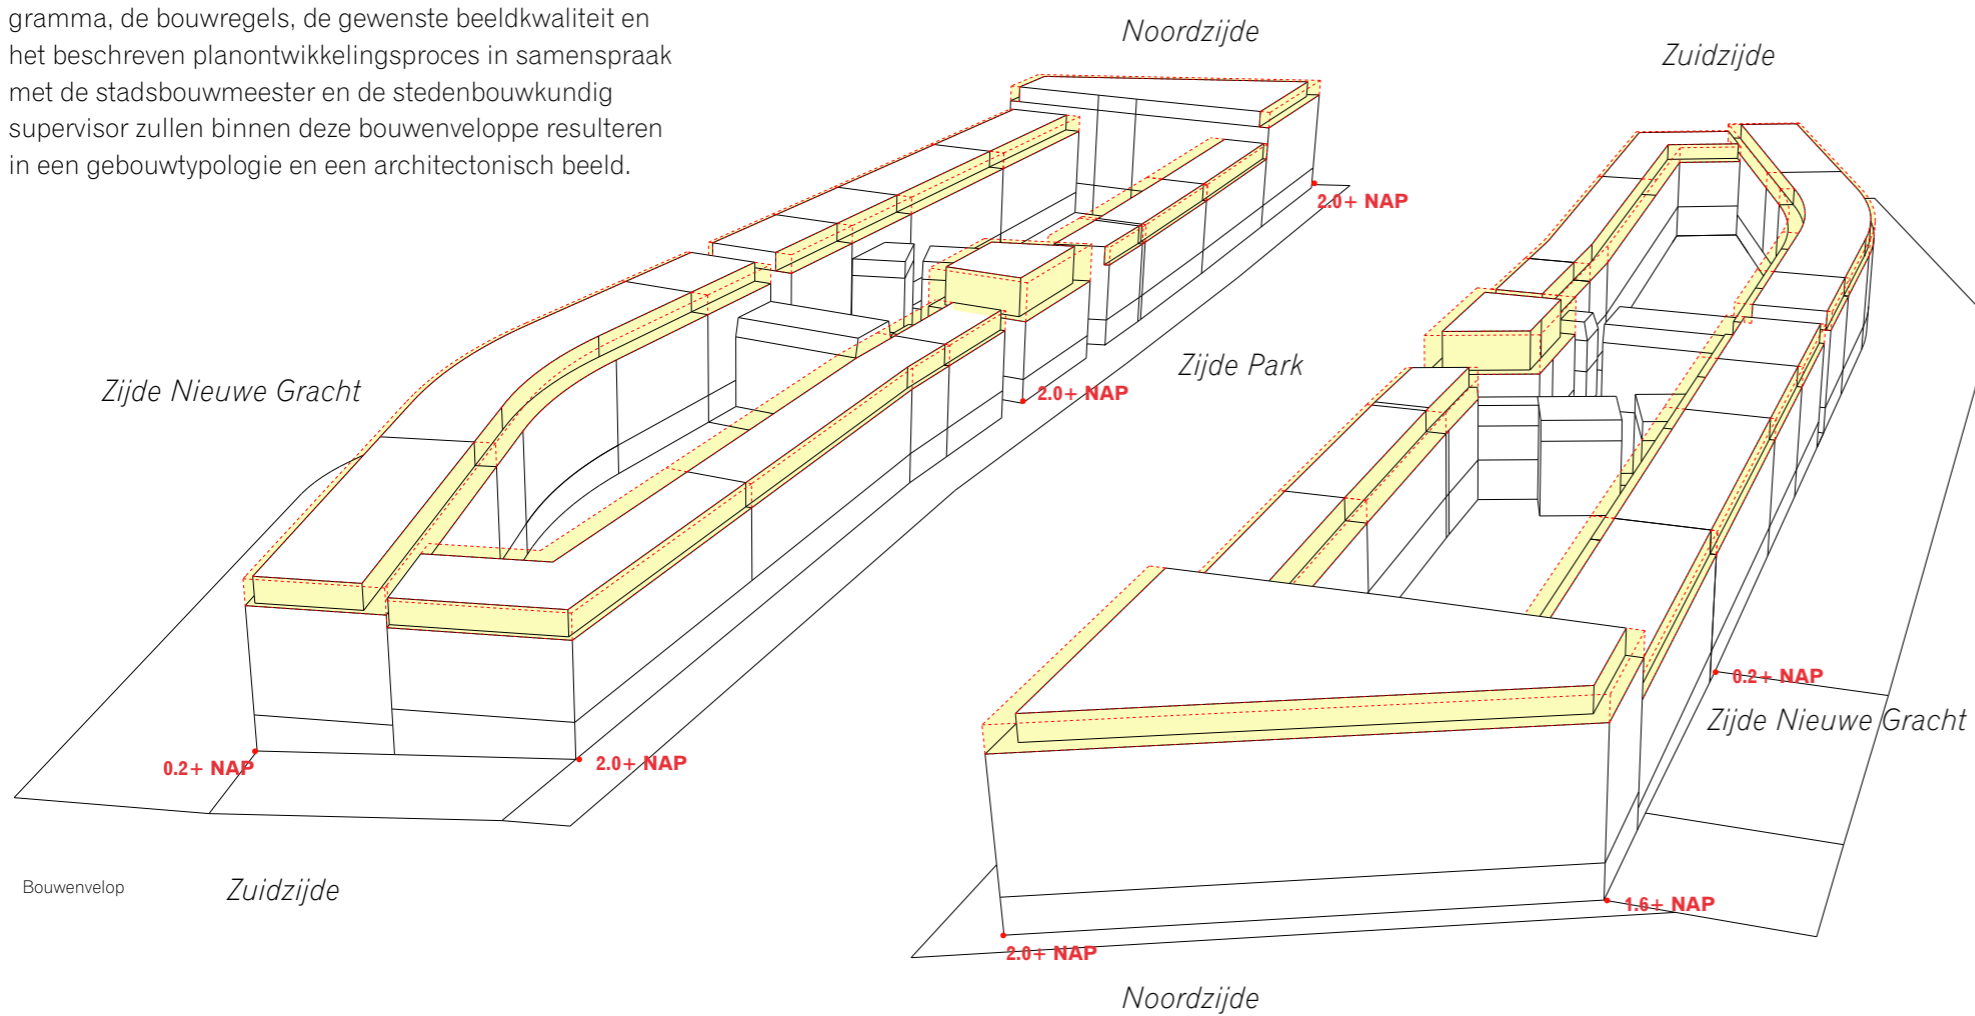 gramma, de bouwregels, de gewenste beeldkwaliteit en
het beschreven planontwikkelingsproces in samenspraak
met de stadsbouwmeester en de stedenbouwkundig
supervisor zullen binnen deze bouwenveloppe resulteren
in een gebouwtypologie en een architectonisch beeld.
Noordzijde
Zuidzijde
2.0+ NAP
Zijde Park
Zijde Nieuwe Gracht
2.0+ NAP
0.2+ NAP
Zijde Nieuwe Gracht
2.0+ NAP
0.2+ NAP
Bouwenvelop
Zuidzijde
1.6+ NAP
2.0+ NAP
Noordzijde